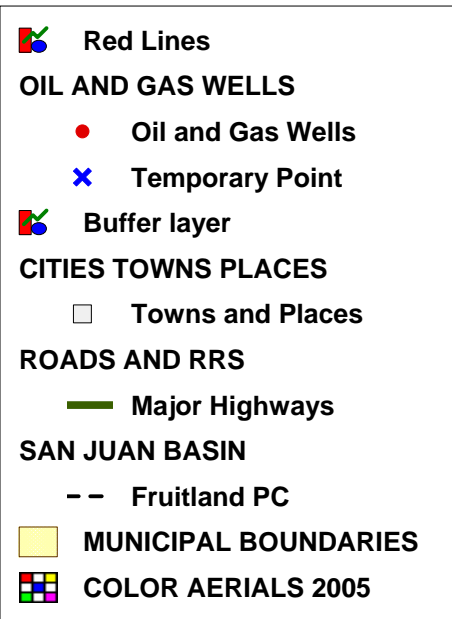 Red Lines
OIL AND GAS WELLS
Oil and Gas Wells
Temporary Point
Buffer layer
CITIES TOWNS PLACES
Towns and Places
ROADS AND RRS
Major Highways
SAN JUAN BASIN
Fruitland PC
MUNICIPAL BOUNDARIES
COLOR AERIALS 2005